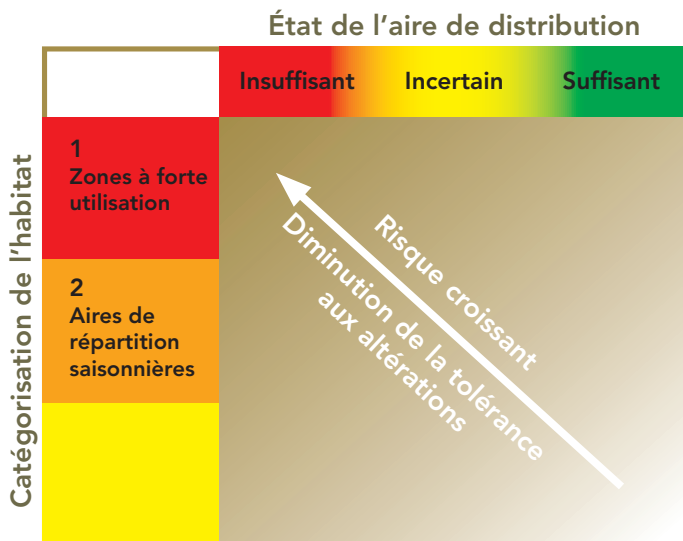 État de l'aire de distribution
Insuffisant Incertain Suffisant
Catégorisation de l'habitat
1
Zones à forte
utilisation
2
Aires de
répartition
saisonnières
Risque croissant
Diminution de la tolérance
aux altérations